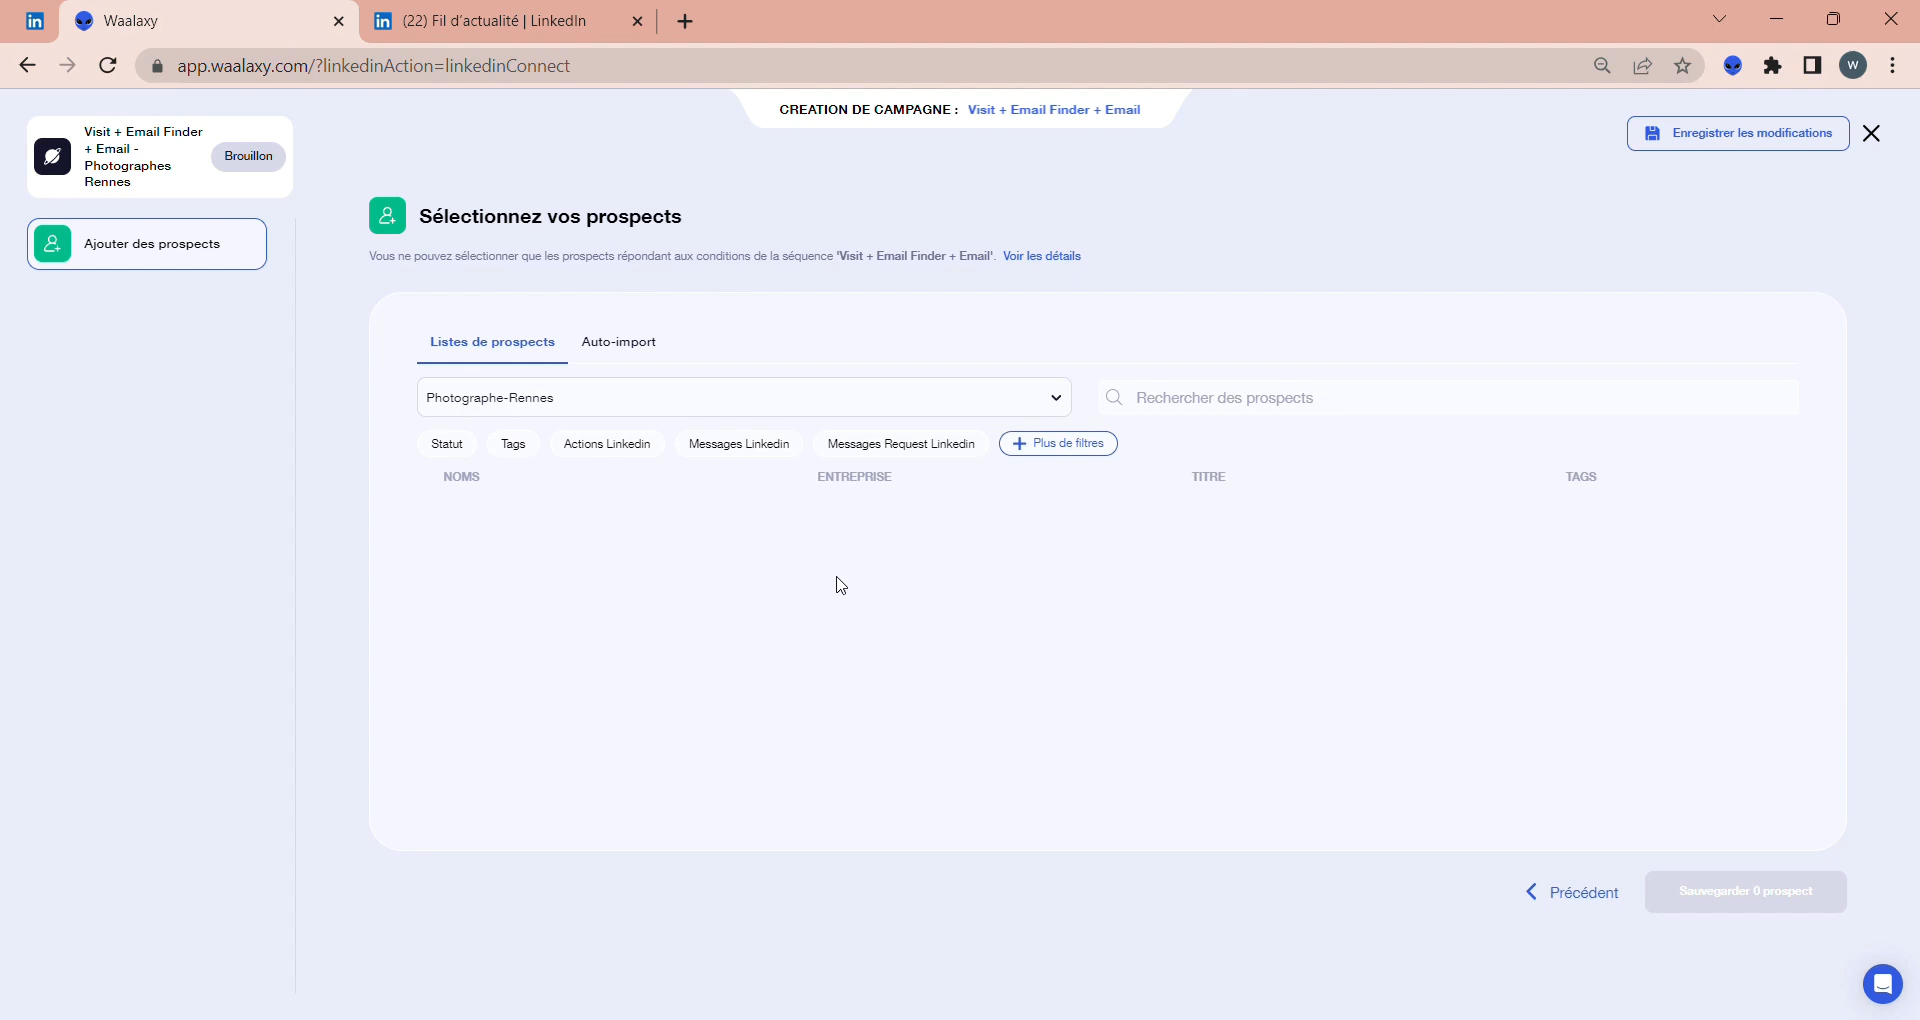 Waalaxy
(22) Fil d'actualité | LinkedIn
app.waalaxy.com/?linkedinAction=linkedinConnect
W
CREATION DE CAMPAGNE : Visit + Email Finder + Email
Visit + Email Finder
+ Email -
Photographes
Rennes
Brouillon
Enregistrer les modifications
Ajouter des prospects
Sélectionnez vos prospects
Vous ne pouvez sélectionner que les prospects répondant aux conditions de la séquence 'Visit + Email Finder + Email'. Voir les détails
Listes de prospects Auto-import
Photographe-Rennes
Rechercher des prospects
Statut Tags Actions Linkedin Messages Linkedin Messages Request Linkedin + Plus de filtres
NOMS ENTREPRISE TITRE TAGS
Précédent
Sauvegarder 0 prospect